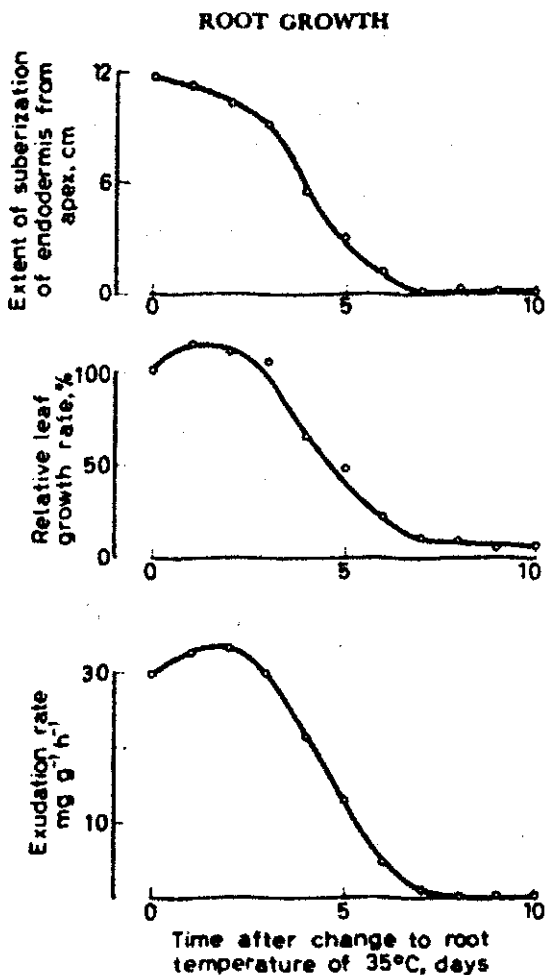 ROOT GROWTH
Extent of suberization
of endodermis from
apex, cm
12
6
0
0
5
10
Relative leaf
growth rate, %
100
50
0
0
5
10
Exudation rate
mg g⁻¹ h⁻¹
30
10
0
5
10
Time after change to root
temperature of 35°C, days